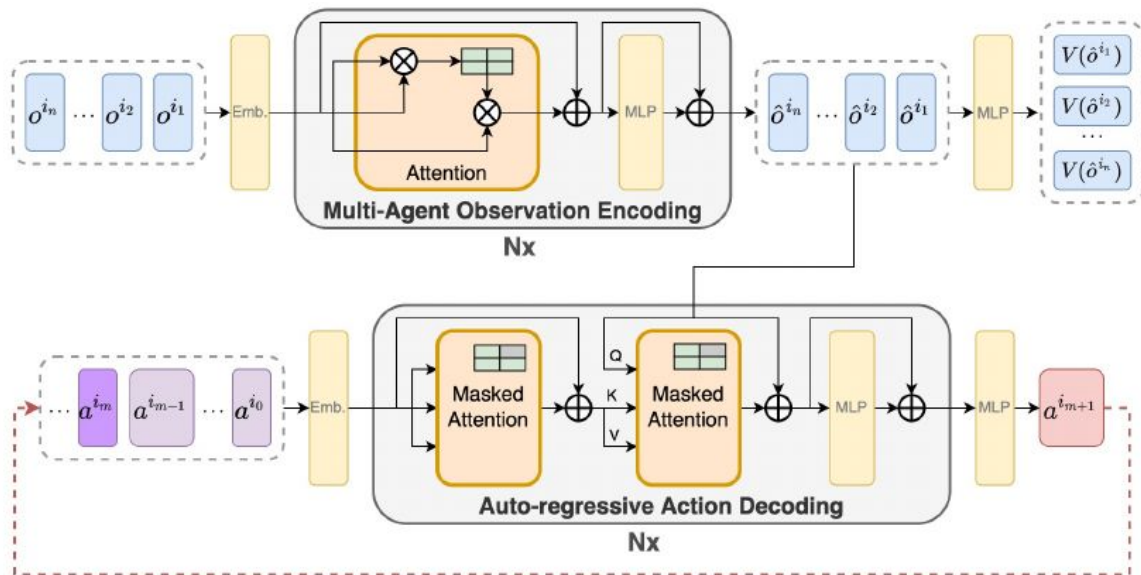 o^{i_n} ... o^{i_2} o^{i_1}
Emb.
Attention
MLP
Multi-Agent Observation Encoding
Nx
ô^{i_n} ... ô^{i_2} ô^{i_1}
MLP
V(ô^{i_1})
V(ô^{i_2})
...
V(ô^{i_n})
... a^{i_m} a^{i_{m-1}} ... a^{i_0}
Emb.
Masked
Attention
Q
K
V
Masked
Attention
MLP
Auto-regressive Action Decoding
Nx
MLP
a^{i_{m+1}}